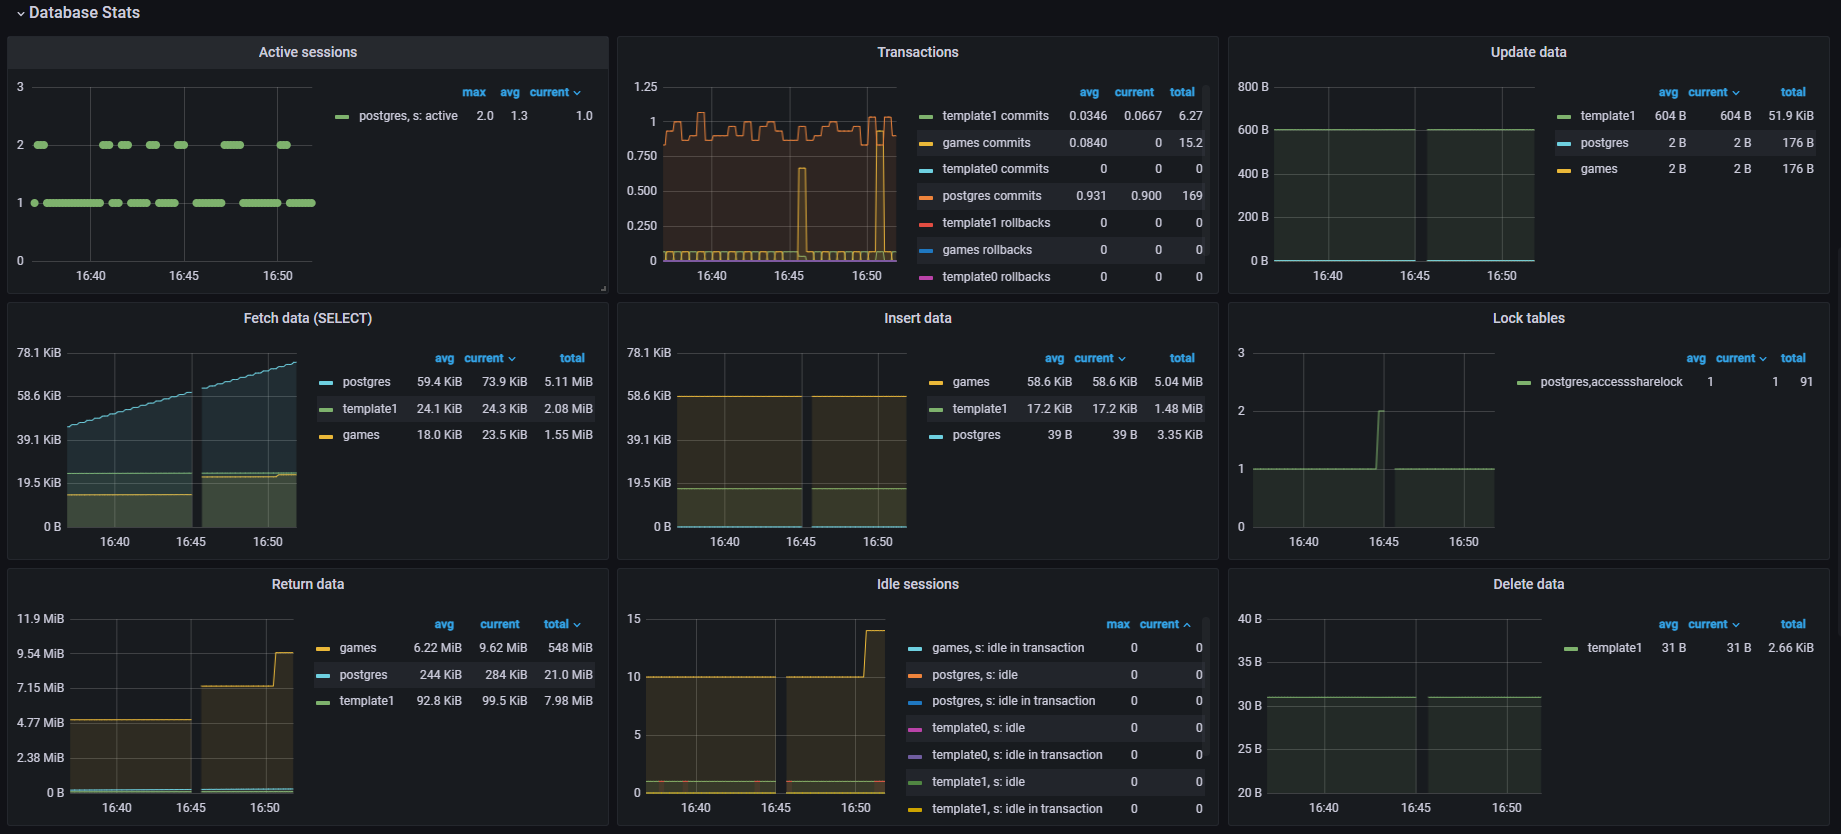 Database Stats
Active sessions
3
2
1
0
16:40 16:45 16:50
max avg current
postgres, s: active 2.0 1.3 1.0
Transactions
1.25
1
0.750
0.500
0.250
0
16:40 16:45 16:50
avg current total
template1 commits 0.0346 0.0667 6.27
games commits 0.0840 0 15.2
template0 commits 0 0 0
postgres commits 0.931 0.900 169
template1 rollbacks 0 0 0
games rollbacks 0 0 0
template0 rollbacks 0 0 0
Update data
800 B
600 B
400 B
200 B
0 B
16:40 16:45 16:50
avg current total
template1 604 B 604 B 51.9 KiB
postgres 2 B 2 B 176 B
games 2 B 2 B 176 B
Fetch data (SELECT)
78.1 KiB
58.6 KiB
39.1 KiB
19.5 KiB
0 B
16:40 16:45 16:50
avg current total
postgres 59.4 KiB 73.9 KiB 5.11 MiB
template1 24.1 KiB 24.3 KiB 2.08 MiB
games 18.0 KiB 23.5 KiB 1.55 MiB
Insert data
78.1 KiB
58.6 KiB
39.1 KiB
19.5 KiB
0 B
16:40 16:45 16:50
avg current total
games 58.6 KiB 58.6 KiB 5.04 MiB
template1 17.2 KiB 17.2 KiB 1.48 MiB
postgres 39 B 39 B 3.35 KiB
Lock tables
3
2
1
0
16:40 16:45 16:50
avg current total
postgres,accesssharelock 1 1 91
Return data
11.9 MiB
9.54 MiB
7.15 MiB
4.77 MiB
2.38 MiB
0 B
16:40 16:45 16:50
avg current total
games 6.22 MiB 9.62 MiB 548 MiB
postgres 244 KiB 284 KiB 21.0 MiB
template1 92.8 KiB 99.5 KiB 7.98 MiB
Idle sessions
15
10
5
0
16:40 16:45 16:50
max current
games, s: idle in transaction 0 0
postgres, s: idle 0 0
postgres, s: idle in transaction 0 0
template0, s: idle 0 0
template0, s: idle in transaction 0 0
template1, s: idle 0 0
template1, s: idle in transaction 0 0
Delete data
40 B
35 B
30 B
25 B
20 B
16:40 16:45 16:50
avg current total
template1 31 B 31 B 2.66 KiB